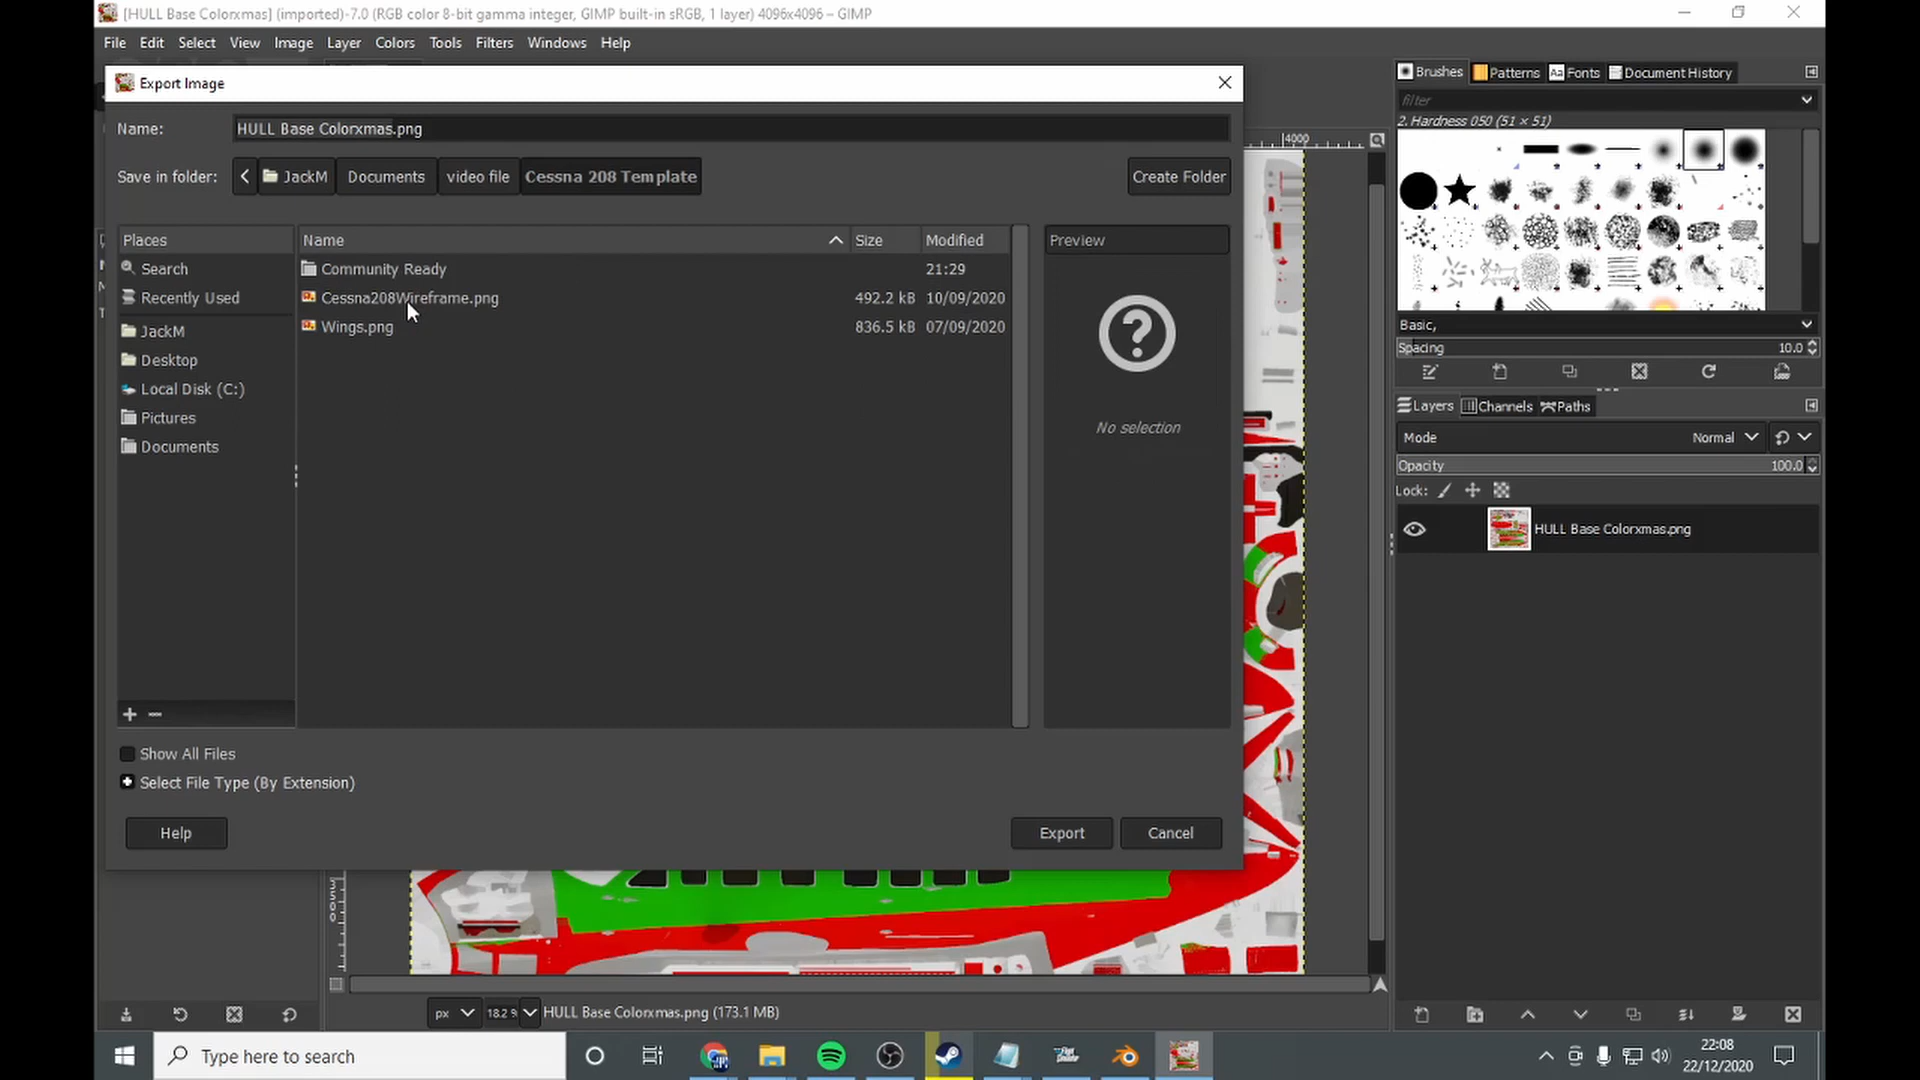 [HULL Base Colorxmas] (imported)-7.0 (RGB color 8-bit gamma integer, GIMP built-in sRGB, 1 layer) 4096x4096 – GIMP
File Edit Select View Image Layer Colors Tools Filters Windows Help
Export Image
Name: HULL Base Colorxmas.png
Save in folder: JackM Documents video file Cessna 208 Template Create Folder
Places Name Size Modified Preview
Search Community Ready 21:29
Recently Used Cessna208Wireframe.png 492.2 kB 10/09/2020
Wings.png 836.5 kB 07/09/2020
JackM
Desktop
Local Disk (C:)
Pictures
Documents
No selection
Show All Files
Select File Type (By Extension)
Help Export Cancel
4000
Brushes Patterns Aa Fonts Document History
filter
2. Hardness 050 (51 × 51)
Basic,
Spacing 10.0
Layers Channels Paths
Mode Normal
Opacity 100.0
Lock:
HULL Base Colorxmas.png
3500
px 18.2 % HULL Base Colorxmas.png (173.1 MB)
Type here to search
22:08
22/12/2020